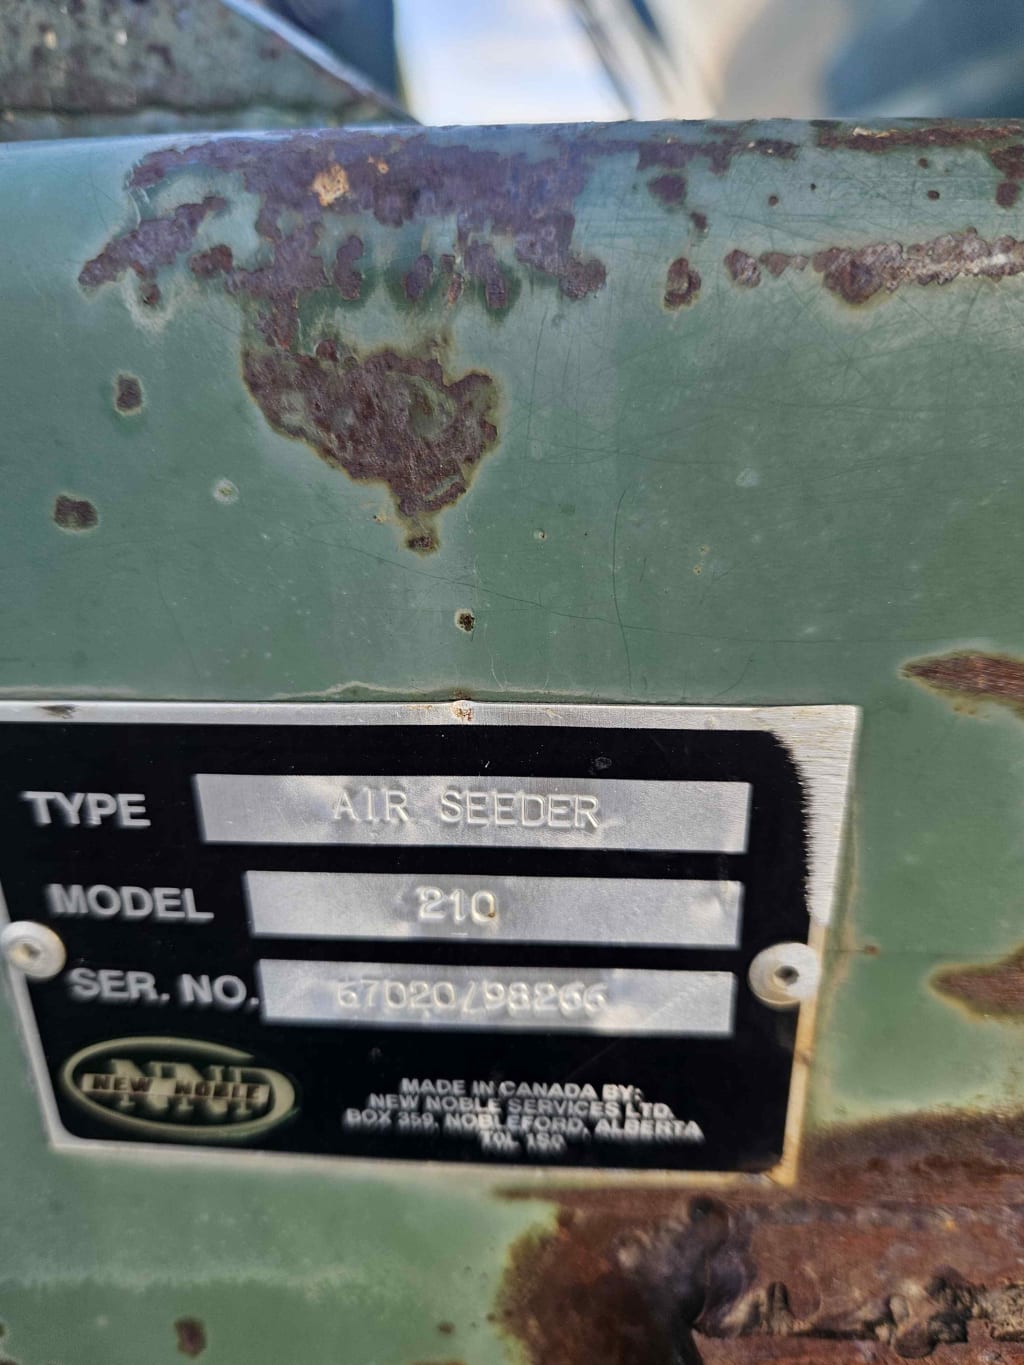 TYPE AIR SEEDER
MODEL 210
SER. NO. 67020/98266
NEW NOBLE
MADE IN CANADA BY:
NEW NOBLE SERVICES LTD.
BOX 359, NOBLEFORD, ALBERTA
T0L 1S0